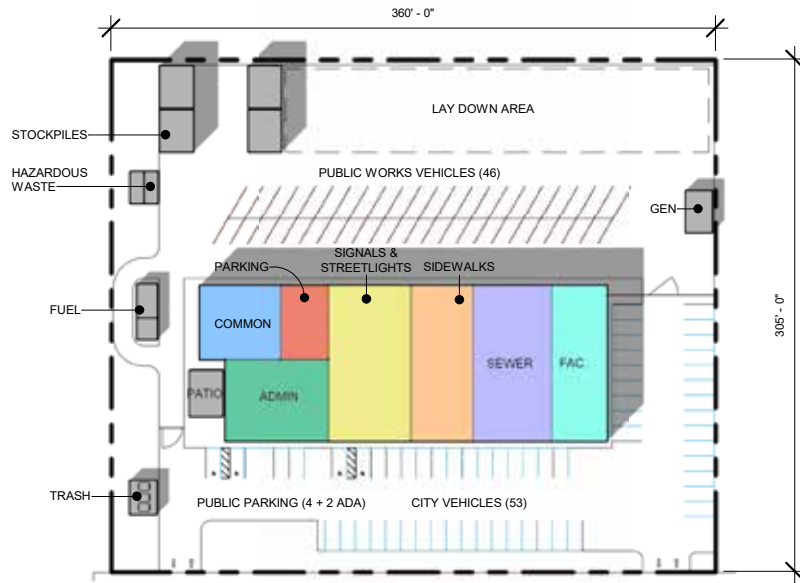 360' - 0"
LAY DOWN AREA
STOCKPILES
HAZARDOUS
WASTE
PUBLIC WORKS VEHICLES (46)
GEN
SIGNALS &
STREETLIGHTS
PARKING
SIDEWALKS
FUEL
COMMON
305' - 0"
SEWER
FAC
PATIO
ADMIN
TRASH
PUBLIC PARKING (4 + 2 ADA)
CITY VEHICLES (53)